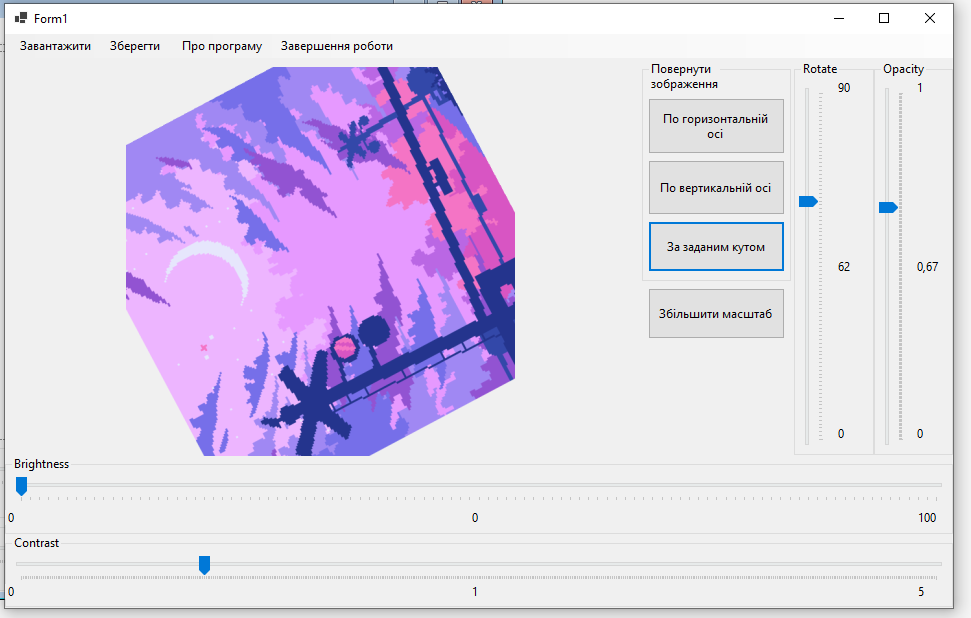 Form1
Завантажити
Зберегти
Про програму
Завершення роботи
Повернути
зображення
По горизонтальній
осі
По вертикальній осі
За заданим кутом
Збільшити масштаб
Rotate
90
62
0
Opacity
1
0,67
0
Brightness
0
0
100
Contrast
0
1
5